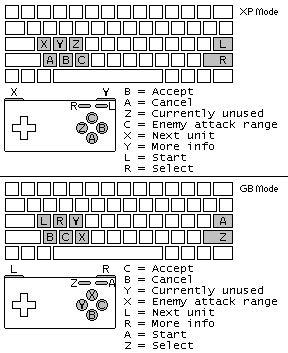 XP Mode
X Y Z L
A B C R
X Y
R L
C
Z B
A
B = Accept
A = Cancel
Z = Currently unused
C = Enemy attack range
X = Next unit
Y = More info
L = Start
R = Select
GB Mode
L R Y A
B C X Z
L R
Z A
X
Y C
B
C = Accept
B = Cancel
Y = Currently unused
X = Enemy attack range
L = Next unit
R = More info
A = Start
Z = Select